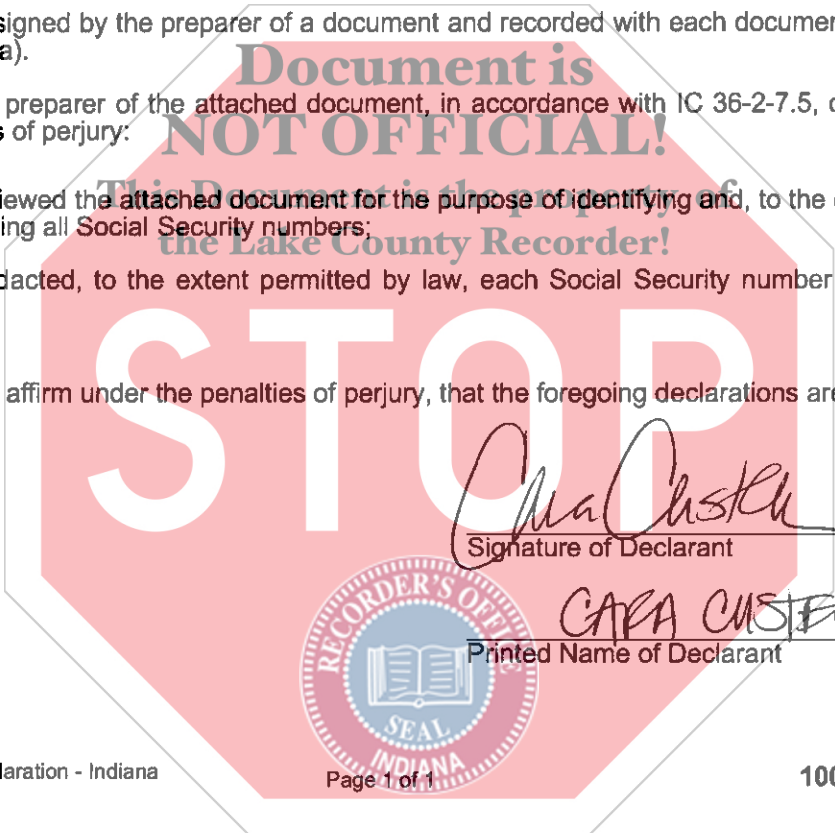 signed by the preparer of a document and recorded with each documen
a).
Document is
preparer of the attached document, in accordance with IC 36-2-7.5,
s of perjury:
NOT OFFICIAL!
iewed the attached document for the purpose of identifying and, to the
This Document is the property of
ing all Social Security numbers;
the Lake County Recorder!
dacted, to the extent permitted by law, each Social Security number
STOP
affirm under the penalties of perjury, that the foregoing declarations are
Cara Custer
Signature of Declarant
CARA CUSTER
Printed Name of Declarant
RECORDER'S OFFICE
SEAL
INDIANA
laration - Indiana
Page 1 of 1
100